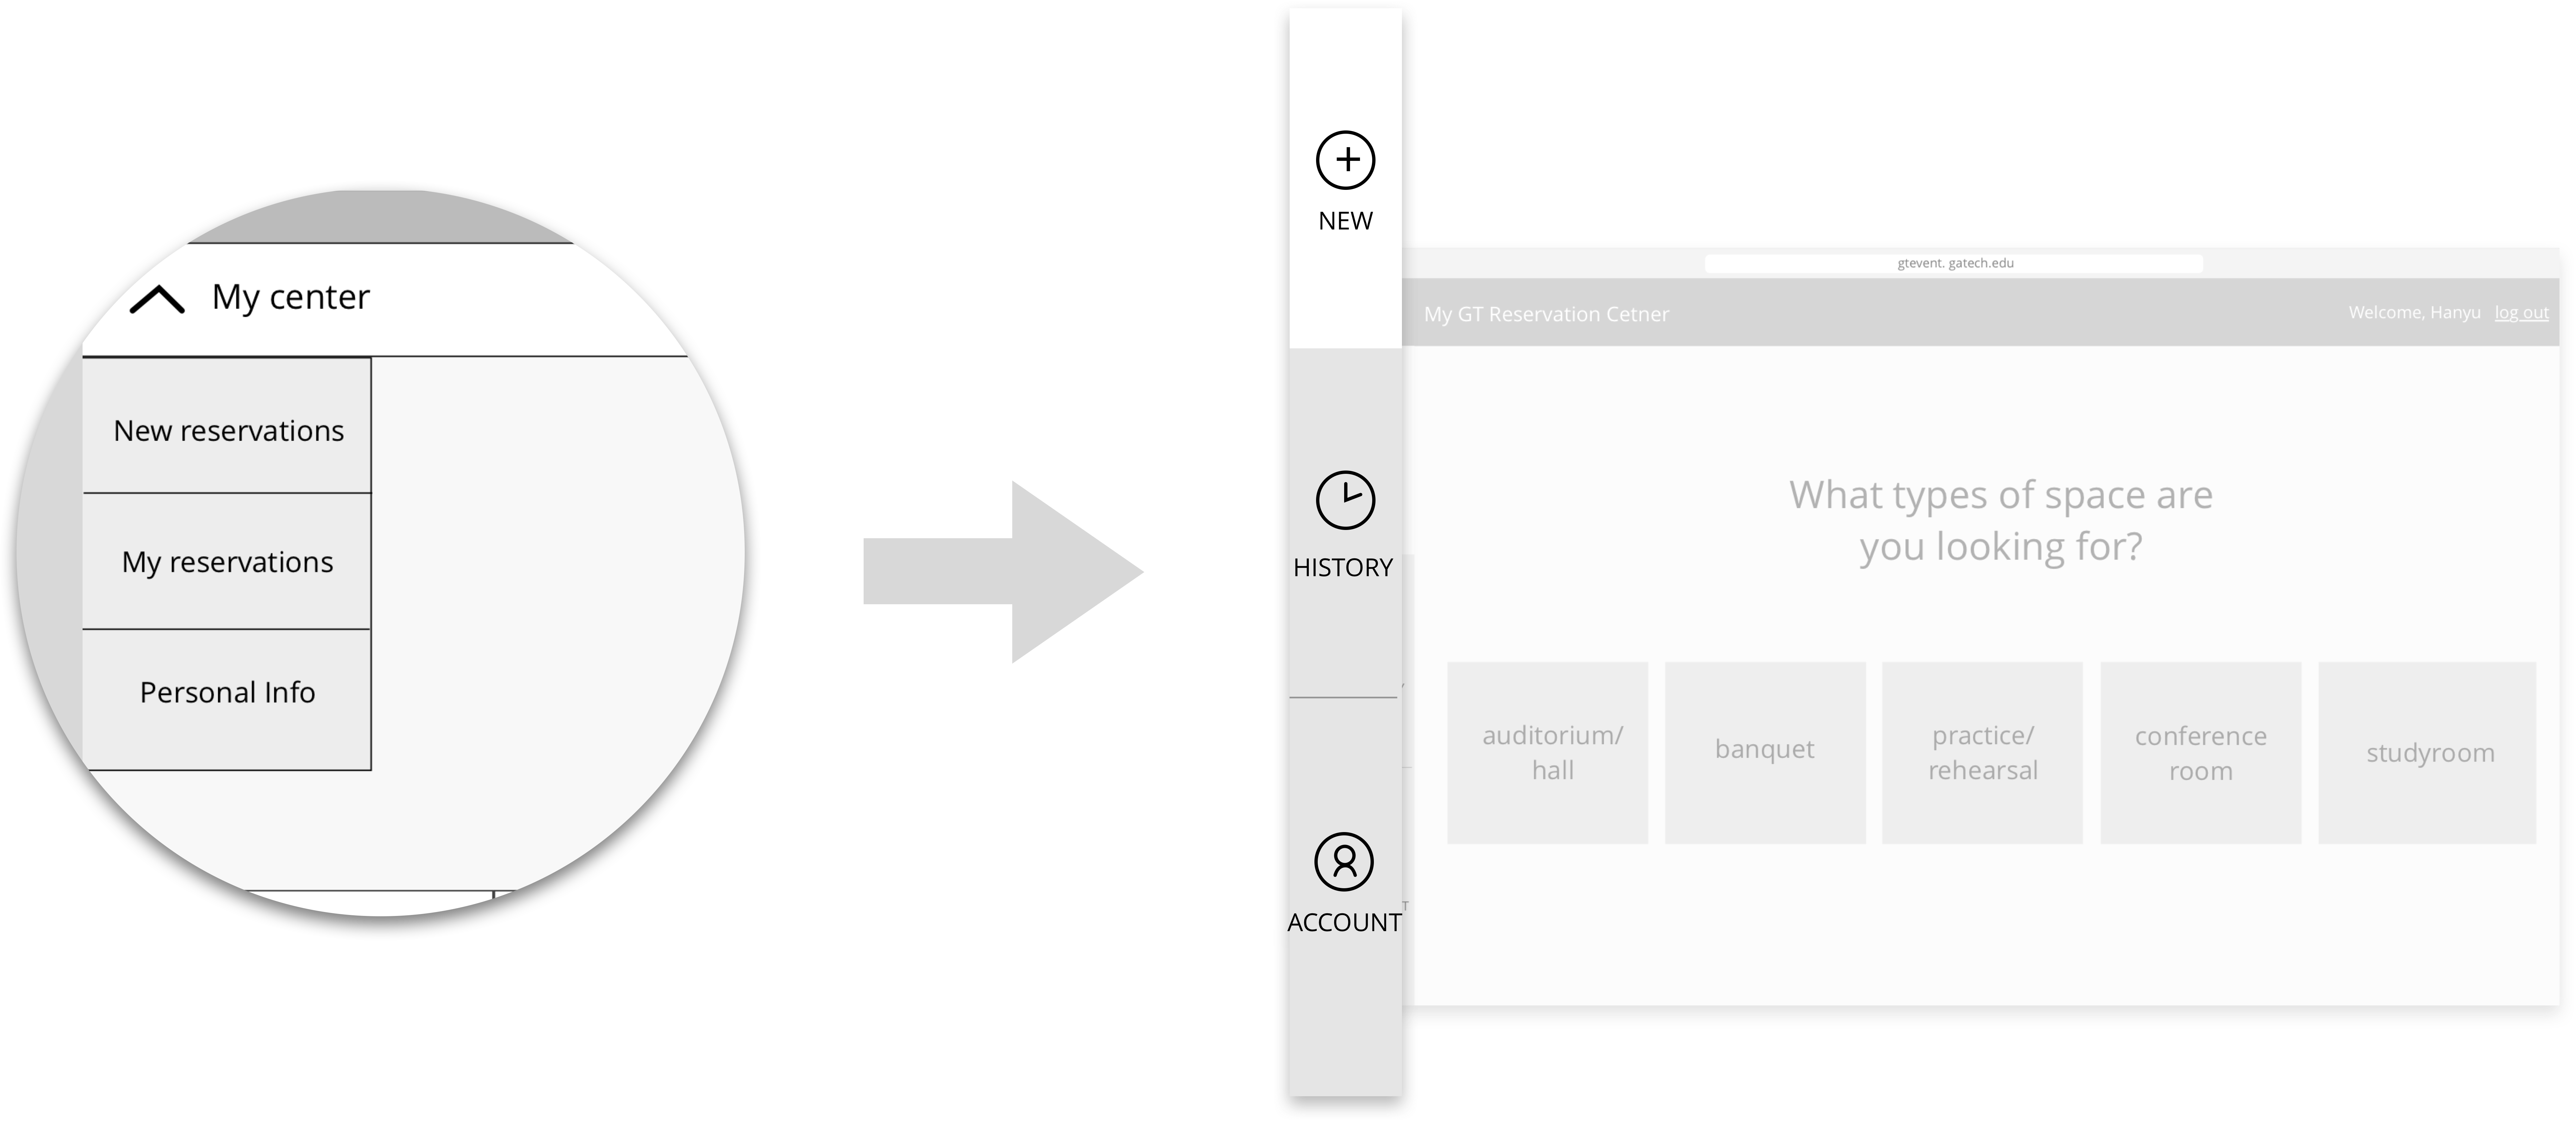 My center
New reservations
My reservations
Personal Info
NEW
HISTORY
ACCOUNT
gtevent. gatech.edu
My GT Reservation Cetner
Welcome, Hanyu log out
What types of space are
you looking for?
auditorium/
hall
banquet
practice/
rehearsal
conference
room
studyroom